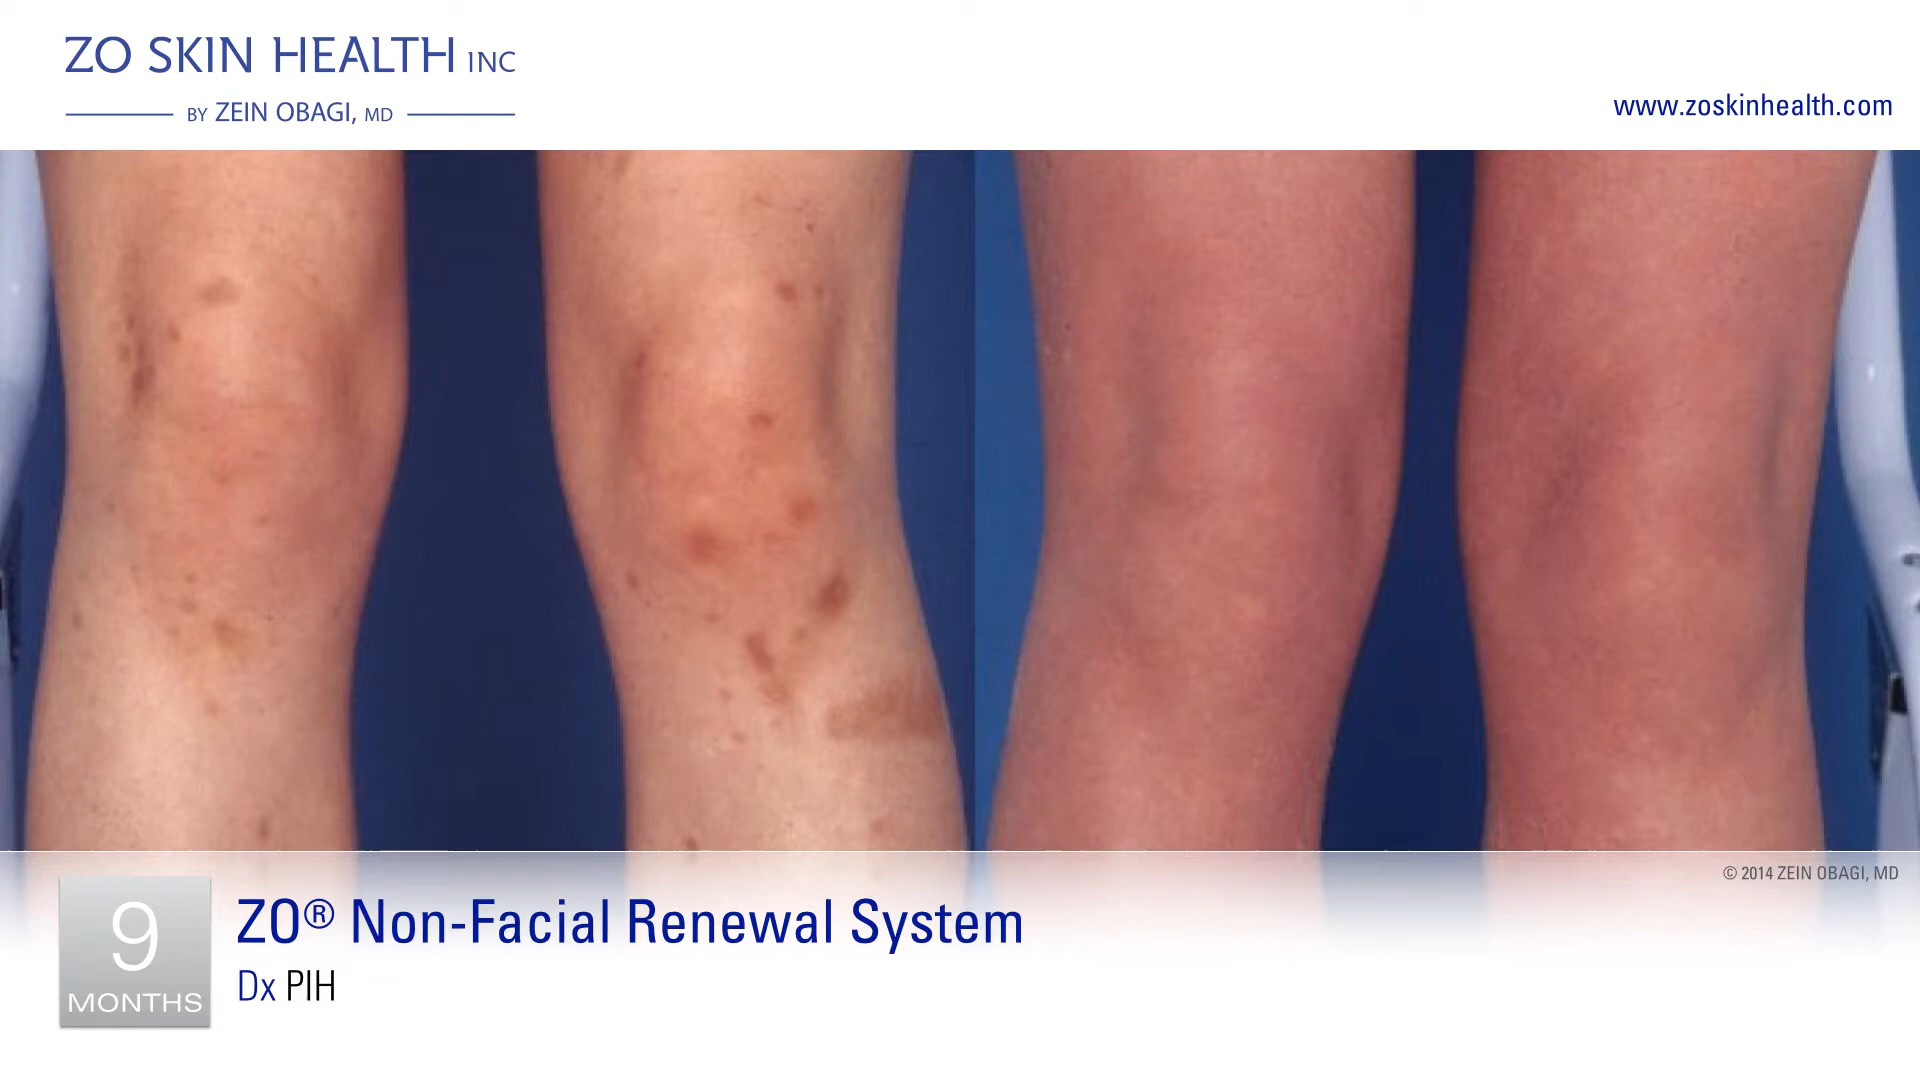 ZO SKIN HEALTH INC
BY ZEIN OBAGI, MD
www.zoskinhealth.com
© 2014 ZEIN OBAGI, MD
9
MONTHS
ZO® Non-Facial Renewal System
Dx PIH